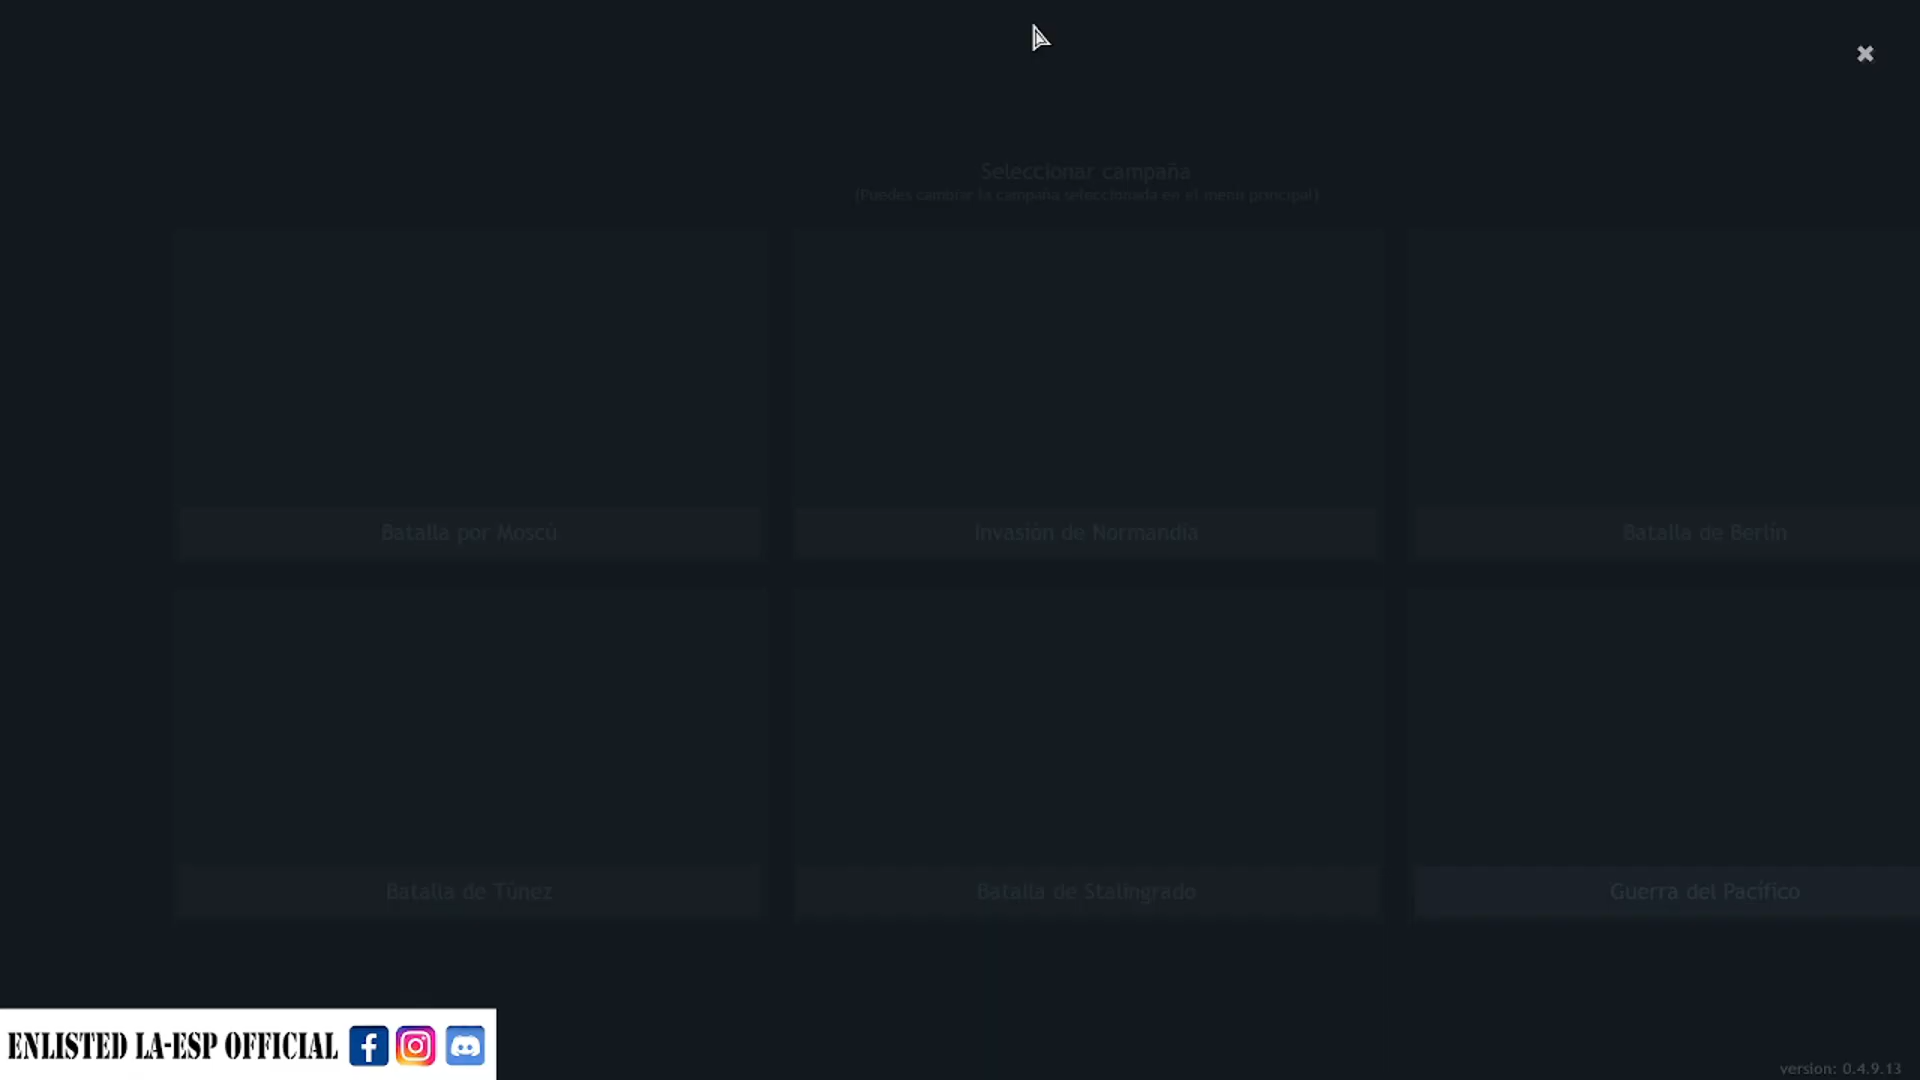 Seleccionar campaña
(Puedes cambiar la campaña seleccionada en el menú principal)
Batalla por Moscú
Invasión de Normandía
Batalla de Berlín
Batalla de Túnez
Batalla de Stalingrado
Guerra del Pacífico
ENLISTED LA-ESP OFFICIAL
version: 0.4.9.13